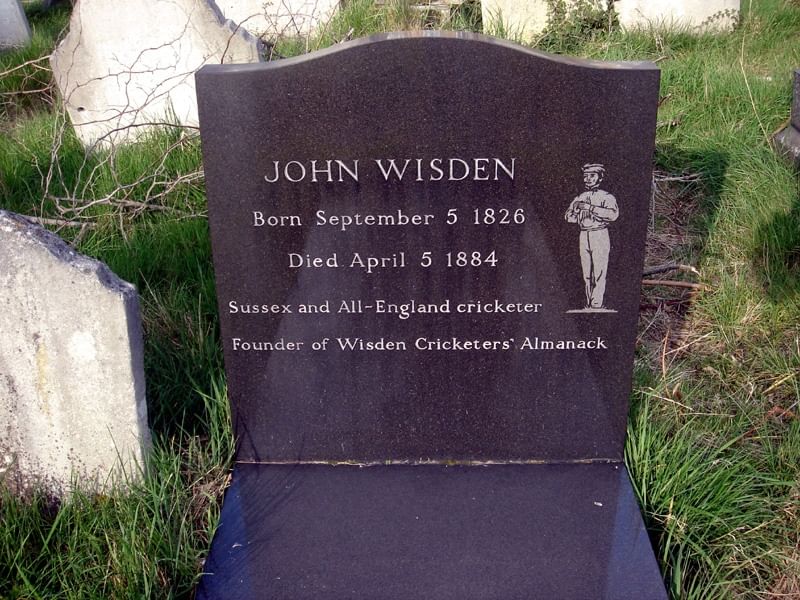 JOHN WISDEN
Born September 5 1826
Died April 5 1884
Sussex and All-England cricketer
Founder of Wisden Cricketers' Almanack